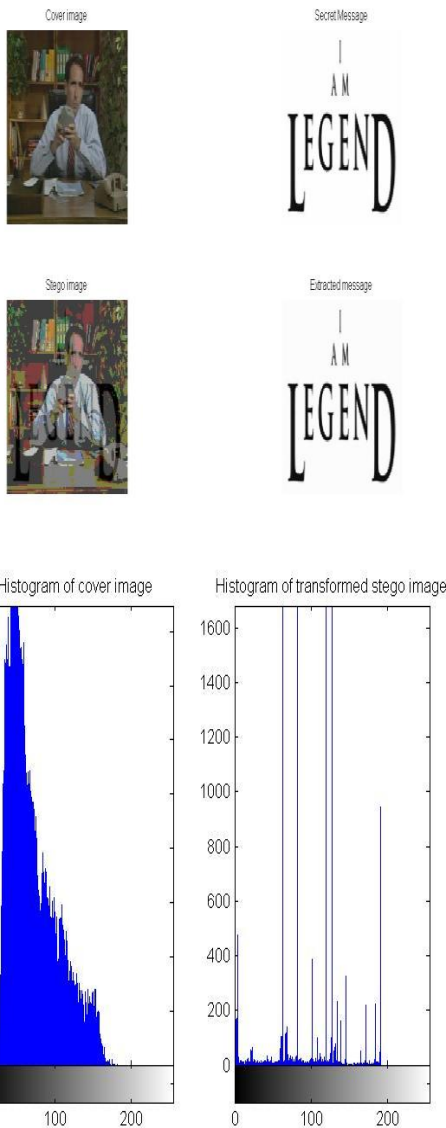 Cover image
Secret Message
I
A M
LEGEND
Stego image
Extracted message
LEGEND
I
A M
LEGEND
Histogram of cover image
Histogram of transformed stego image
1600
1400
1200
1000
800
600
400
200
0
100
200
0
100
200